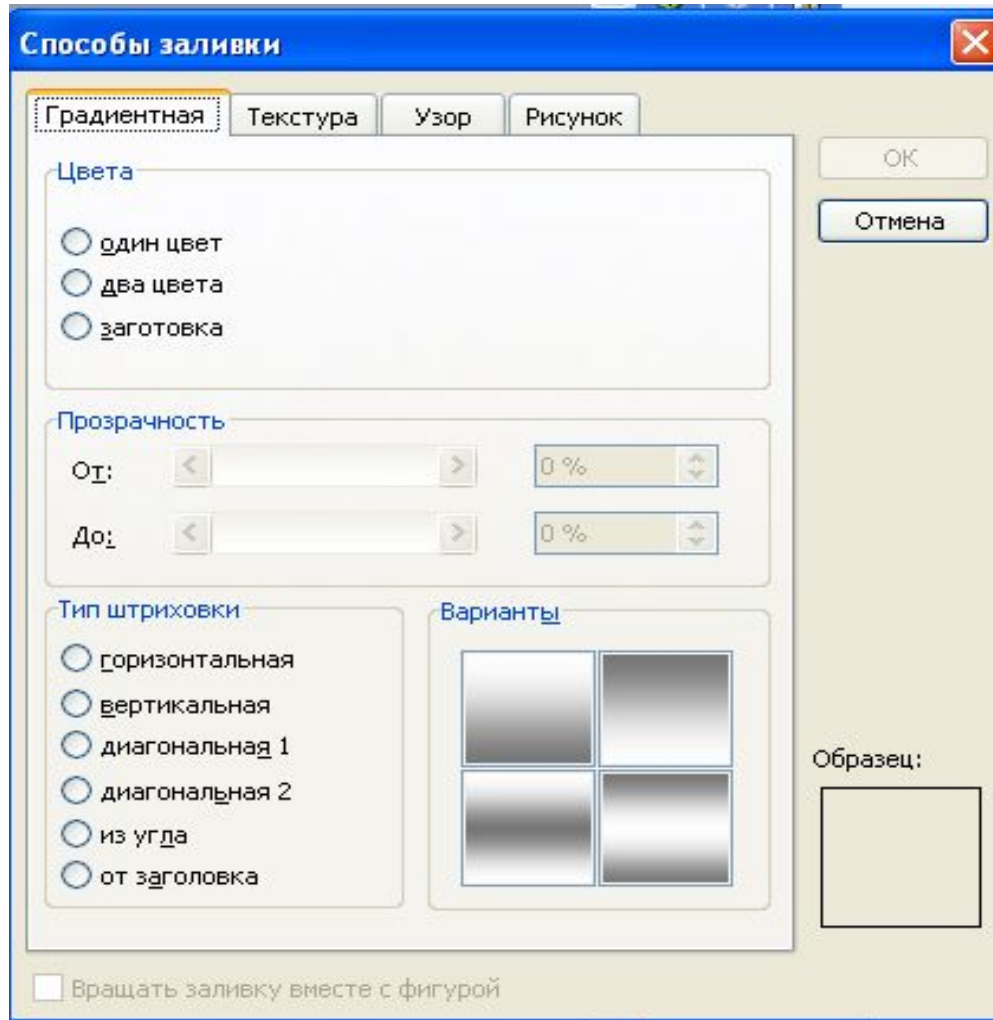 Способы заливки
Градиентная Текстура Узор Рисунок
ОК
Отмена
Цвета
один цвет
два цвета
заготовка
Прозрачность
От: 0 %
До: 0 %
Тип штриховки
горизонтальная
вертикальная
диагональная 1
диагональная 2
из угла
от заголовка
Варианты
Образец:
Вращать заливку вместе с фигурой